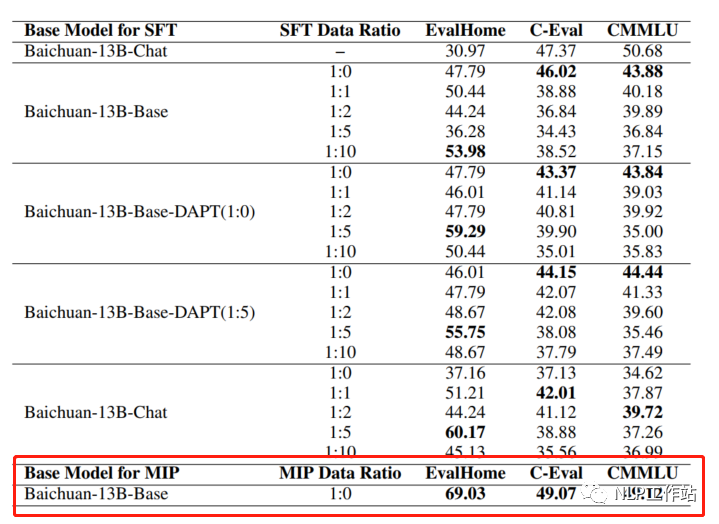 Base Model for SFT SFT Data Ratio EvalHome C-Eval CMMLU
Baichuan-13B-Chat – 30.97 47.37 50.68
1:0 47.79 46.02 43.88
1:1 50.44 38.88 40.18
Baichuan-13B-Base 1:2 44.24 36.84 39.89
1:5 36.28 34.43 36.84
1:10 53.98 38.52 37.15
1:0 47.79 43.37 43.84
1:1 46.01 41.14 39.03
Baichuan-13B-Base-DAPT(1:0) 1:2 47.79 40.81 39.92
1:5 59.29 39.90 35.00
1:10 50.44 35.01 35.83
1:0 46.01 44.15 44.44
1:1 47.79 42.07 41.33
Baichuan-13B-Base-DAPT(1:5) 1:2 48.67 42.08 39.60
1:5 55.75 38.08 35.46
1:10 48.67 37.79 37.49
1:0 37.16 37.13 34.62
1:1 51.21 42.01 37.87
Baichuan-13B-Chat 1:2 44.24 41.12 39.72
1:5 60.17 38.88 37.26
1:10 45.13 35.56 36.99
Base Model for MIP MIP Data Ratio EvalHome C-Eval CMMLU
Baichuan-13B-Base 1:0 69.03 49.07
NLP工作站